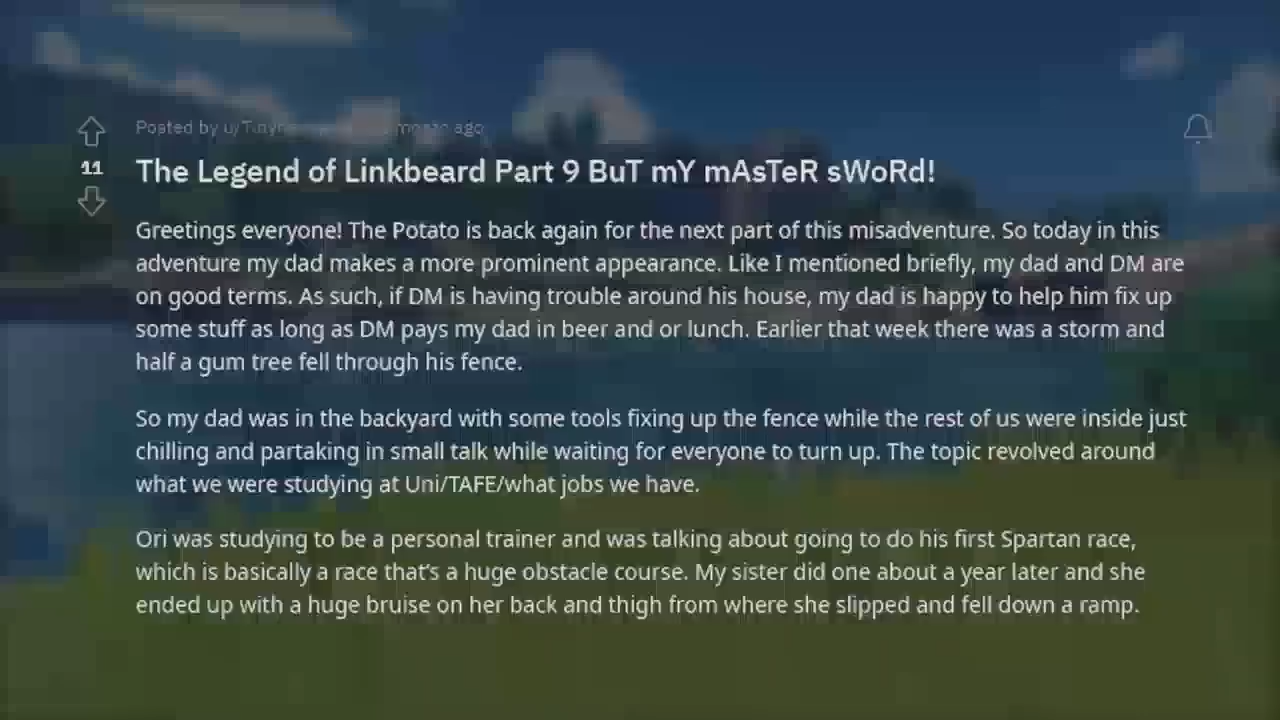 Posted by ago
11
The Legend of Linkbeard Part 9 BuT mY mAsTeR sWoRd!
Greetings everyone! The Potato is back again for the next part of this misadventure. So today in this
adventure my dad makes a more prominent appearance. Like I mentioned briefly, my dad and DM are
on good terms. As such, if DM is having trouble around his house, my dad is happy to help him fix up
some stuff as long as DM pays my dad in beer and or lunch. Earlier that week there was a storm and
half a gum tree fell through his fence.
So my dad was in the backyard with some tools fixing up the fence while the rest of us were inside just
chilling and partaking in small talk while waiting for everyone to turn up. The topic revolved around
what we were studying at Uni/TAFE/what jobs we have.
Ori was studying to be a personal trainer and was talking about going to do his first Spartan race,
which is basically a race that's a huge obstacle course. My sister did one about a year later and she
ended up with a huge bruise on her back and thigh from where she slipped and fell down a ramp.